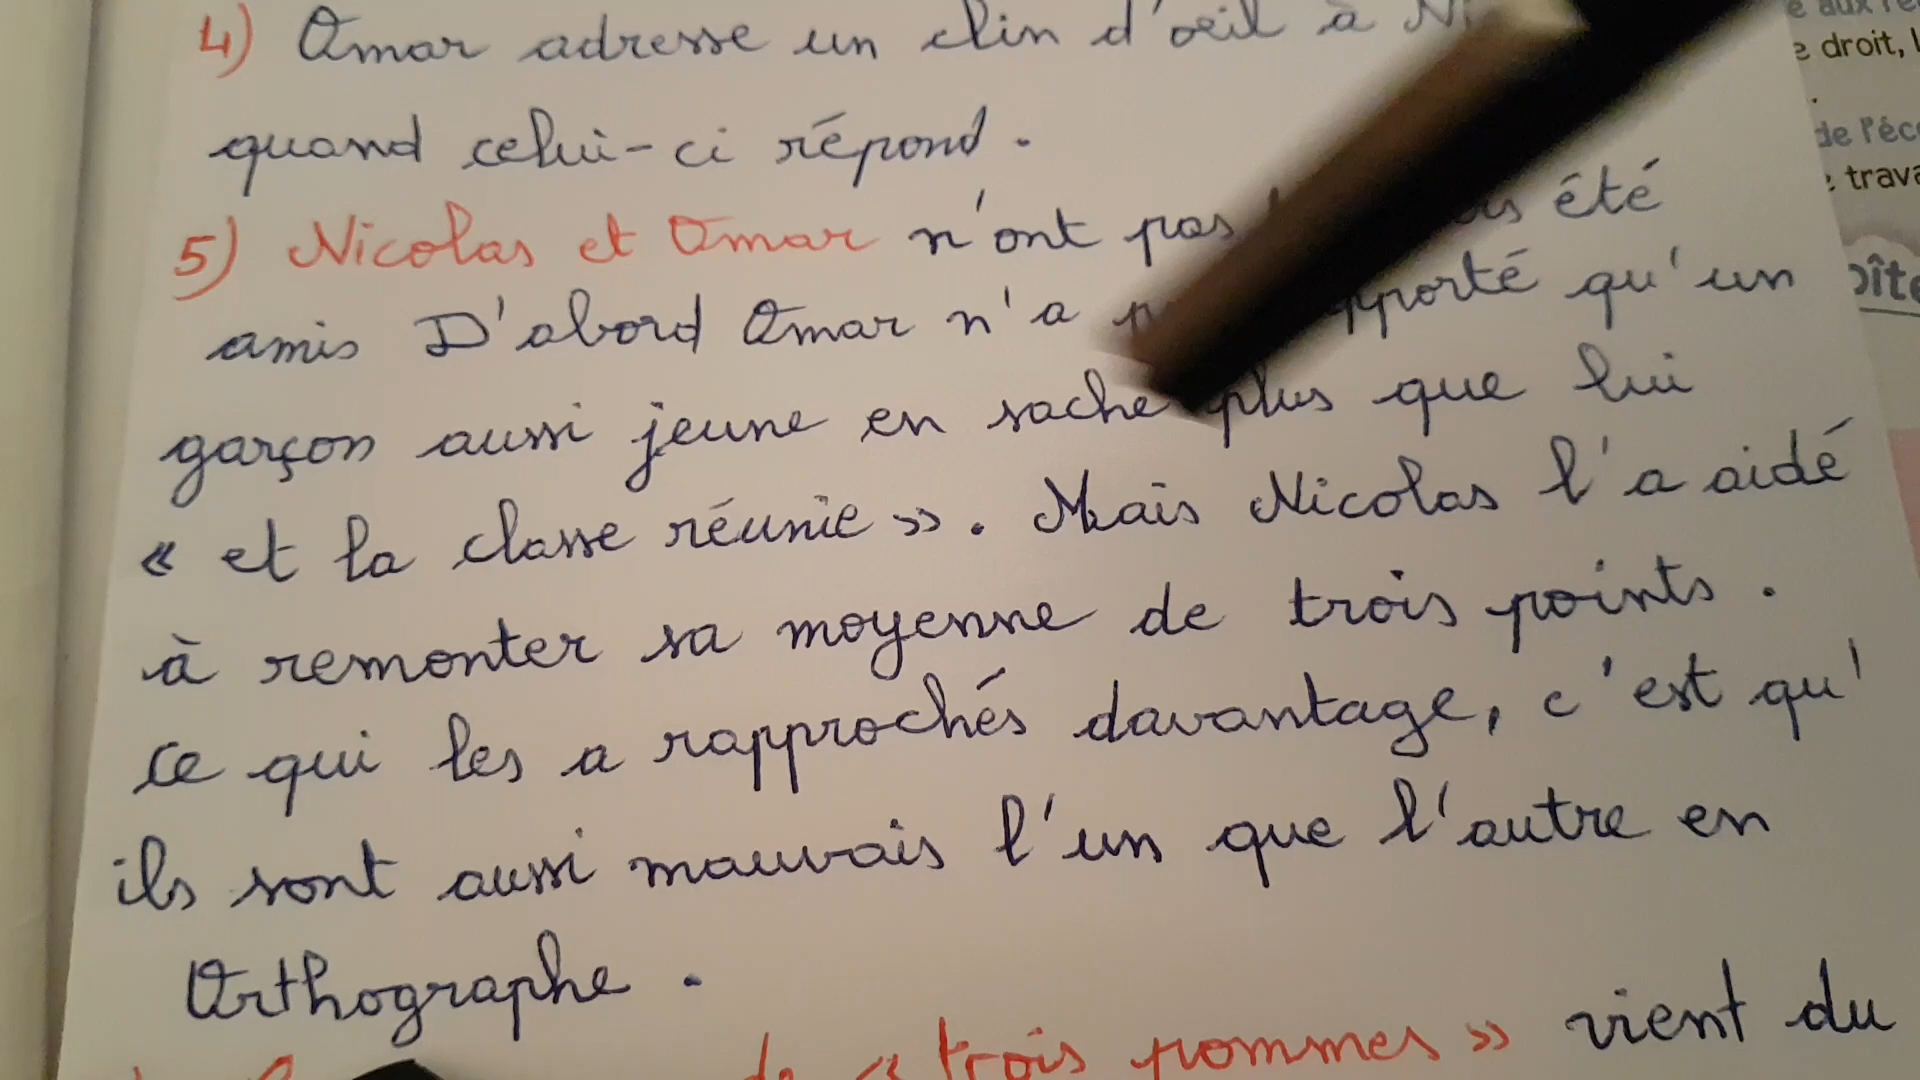 4) Omar adresse un clin d'œil à
quand celui-ci répond.
5) Nicolas et Omar n'ont pas été
amis D'abord Omar n'a qu'un
garçon aussi jeune en sache plus que lui
« et la classe réunie ». Mais Nicolas l'a aidé
à remonter sa moyenne de trois points.
ce qui les a rapprochés davantage, c'est qu'
ils sont aussi mauvais l'un que l'autre en
Orthographe.
de « trois pommes » vient du
droit,
de l'éc
trava